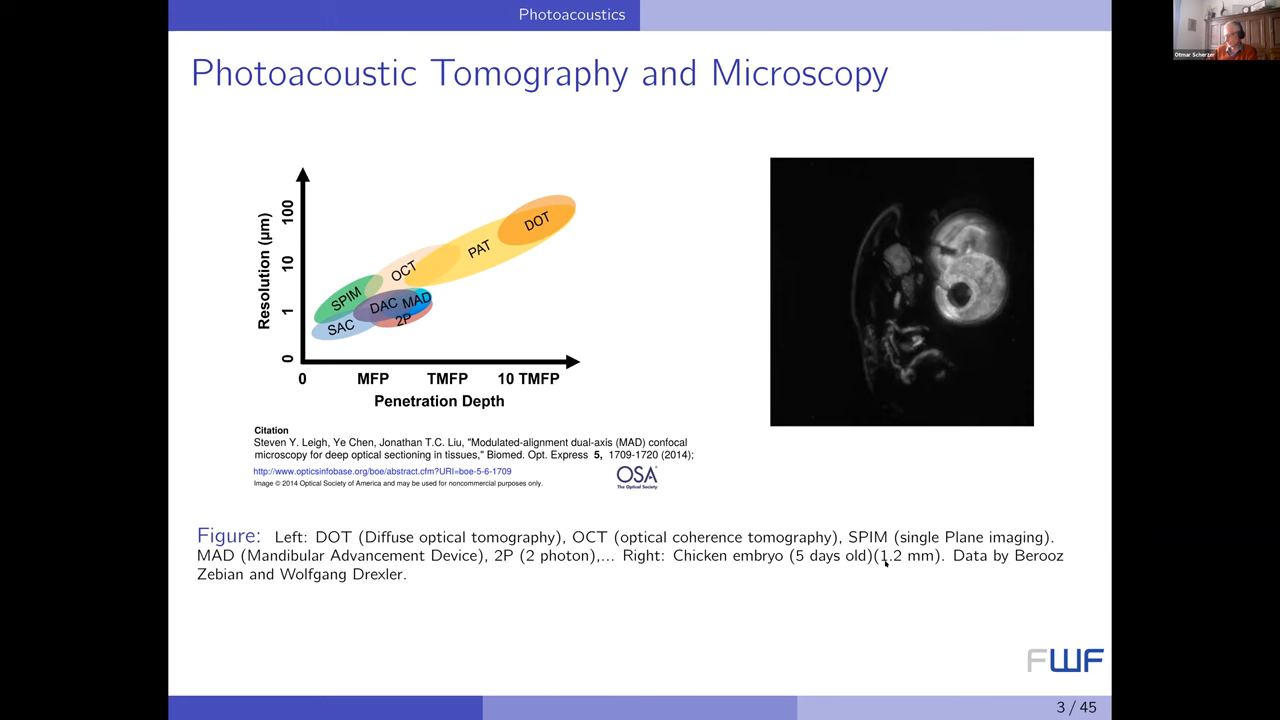 Photoacoustics
Otmar Scherzer
Photoacoustic Tomography and Microscopy
Resolution (µm)
100
10
1
0
DOT
PAT
OCT
SPIM
DAC
MAD
2P
SAC
0
MFP
TMFP
10 TMFP
Penetration Depth
Citation
Steven Y. Leigh, Ye Chen, Jonathan T.C. Liu, "Modulated-alignment dual-axis (MAD) confocal
microscopy for deep optical sectioning in tissues," Biomed. Opt. Express 5, 1709-1720 (2014);
http://www.opticsinfobase.org/boe/abstract.cfm?URI=boe-5-6-1709
Image © 2014 Optical Society of America and may be used for noncommercial purposes only.
OSA
The Optical Society
Figure: Left: DOT (Diffuse optical tomography), OCT (optical coherence tomography), SPIM (single Plane imaging).
MAD (Mandibular Advancement Device), 2P (2 photon),... Right: Chicken embryo (5 days old)(1.2 mm). Data by Berooz
Zebian and Wolfgang Drexler.
FWF
3 / 45